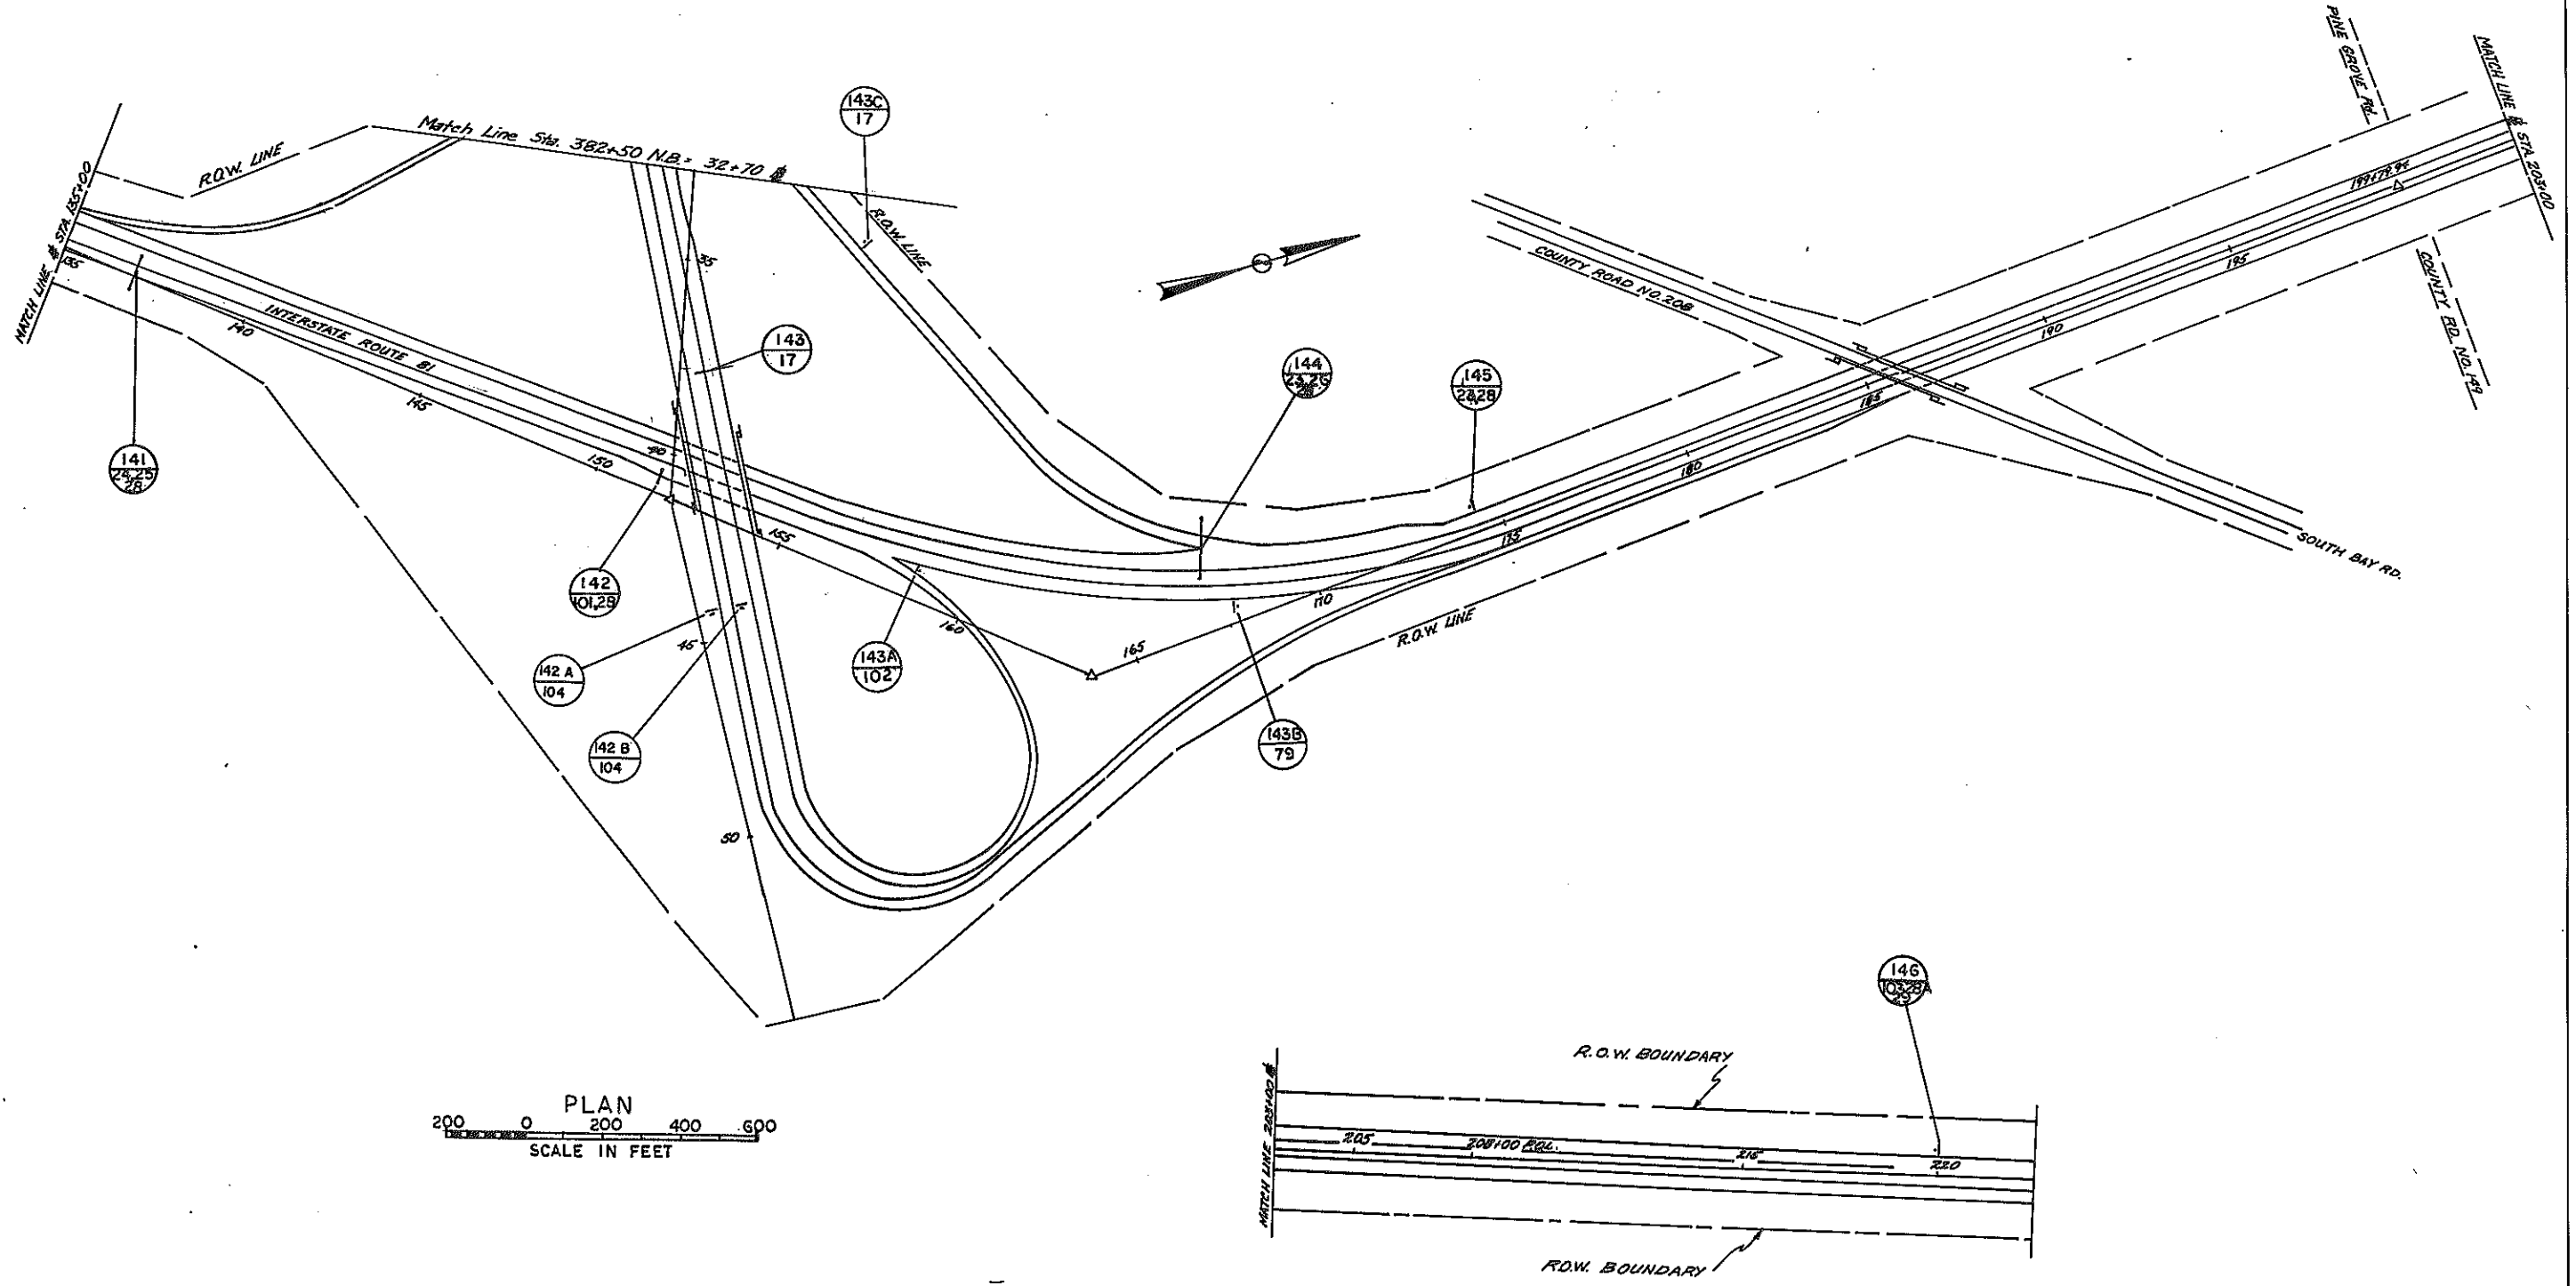 PINE GROVE Rd.
MATCH LINE STA. 203+00
143C
17
Match Line Sta. 382+50 N.B. = 32+70
R.O.W. LINE
MATCH LINE STA. 135+00
199+79.94
R.O.W. LINE
35
135
COUNTY ROAD NO. 208
195
COUNTY RD. NO. 149
INTERSTATE ROUTE 81
140
143
17
190
144
145
23,28
145
185
141
24,25
28
40
150
180
142
101,28
155
175
SOUTH BAY RD.
170
160
R.O.W. LINE
45
165
143A
102
142 A
104
143B
79
142 B
104
50
146
29
R.O.W. BOUNDARY
PLAN
200 0 200 400 600
SCALE IN FEET
MATCH LINE 203+00
205
208+00 P.Q.L.
215
220
R.O.W. BOUNDARY